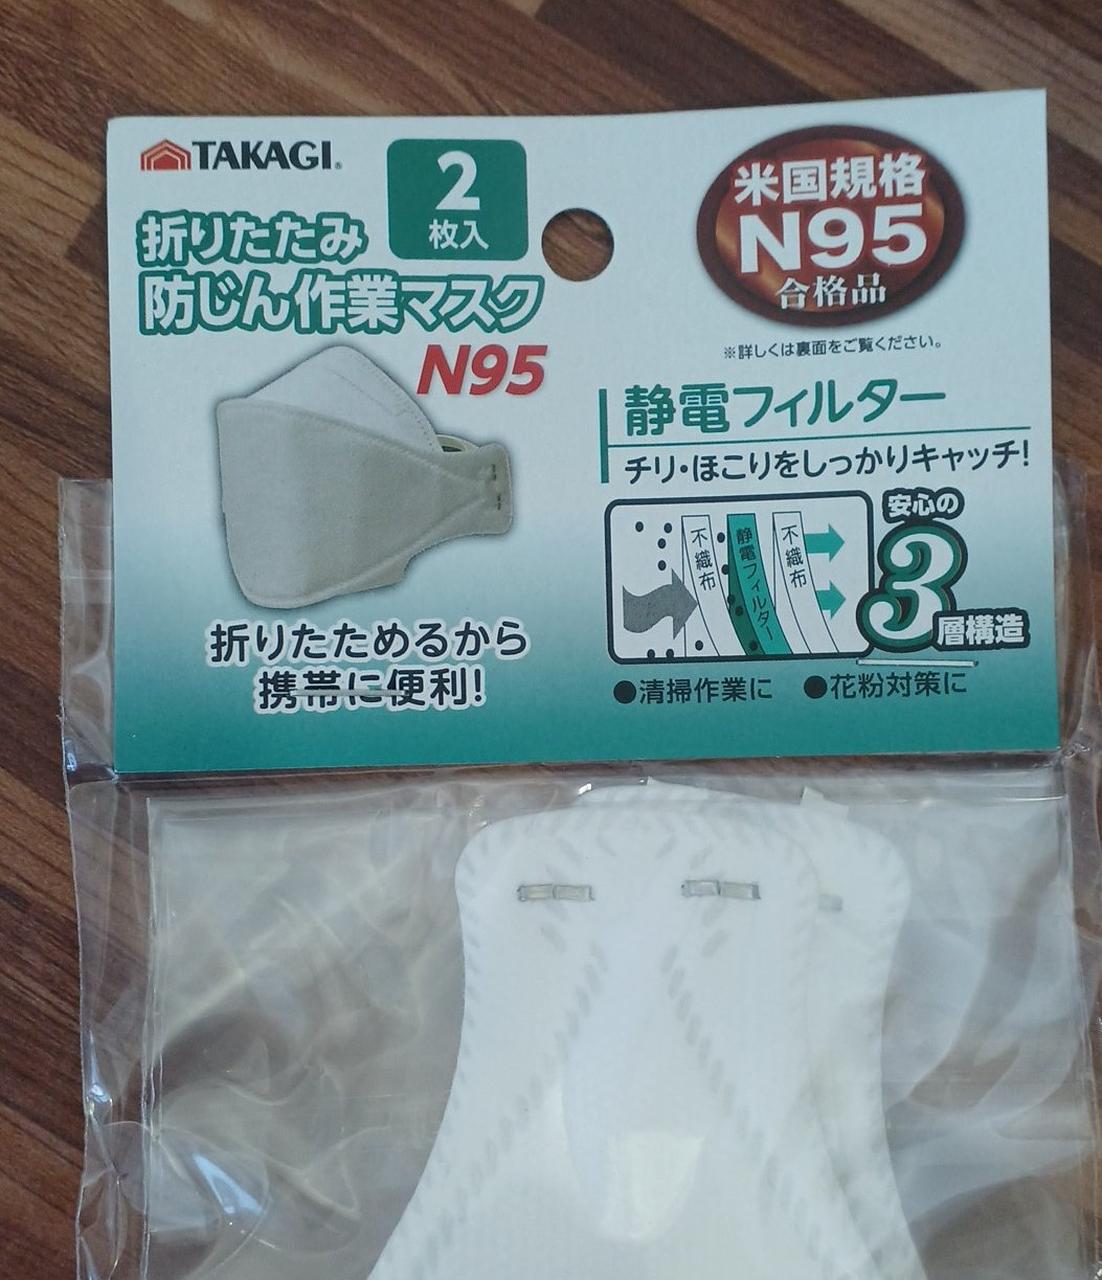 TAKAGI®
2
枚入
折りたたみ
防じん作業マスク
N95
折りたためるから
携帯に便利!
米国規格
N95
合格品
※詳しくは裏面をご覧ください。
静電フィルター
チリ・ほこりをしっかりキャッチ!
不織布
静電フィルター
不織布
安心の
3
層構造
●清掃作業に ●花粉対策に